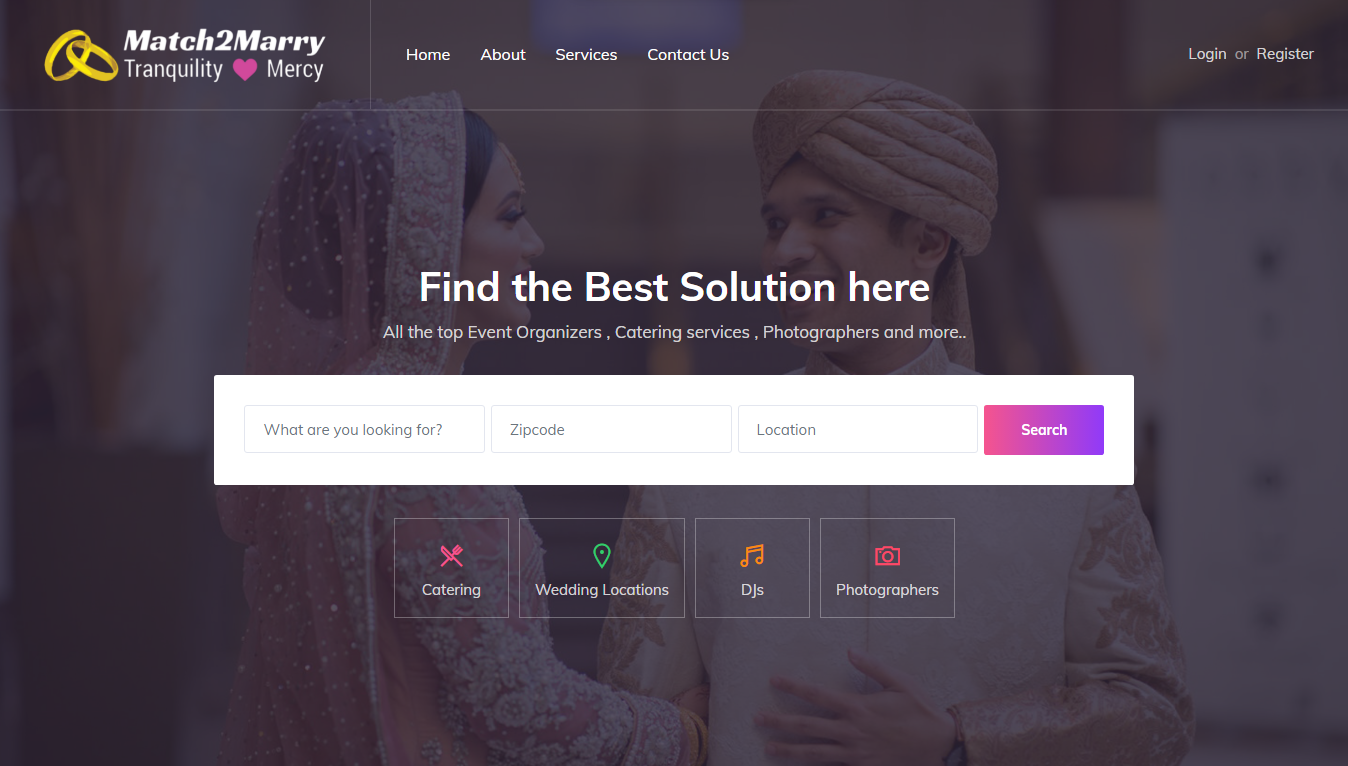 Match2Marry
Tranquility Mercy
Home About Services Contact Us
Login or Register
Find the Best Solution here
All the top Event Organizers , Catering services , Photographers and more..
What are you looking for? Zipcode Location Search
Catering Wedding Locations DJs Photographers